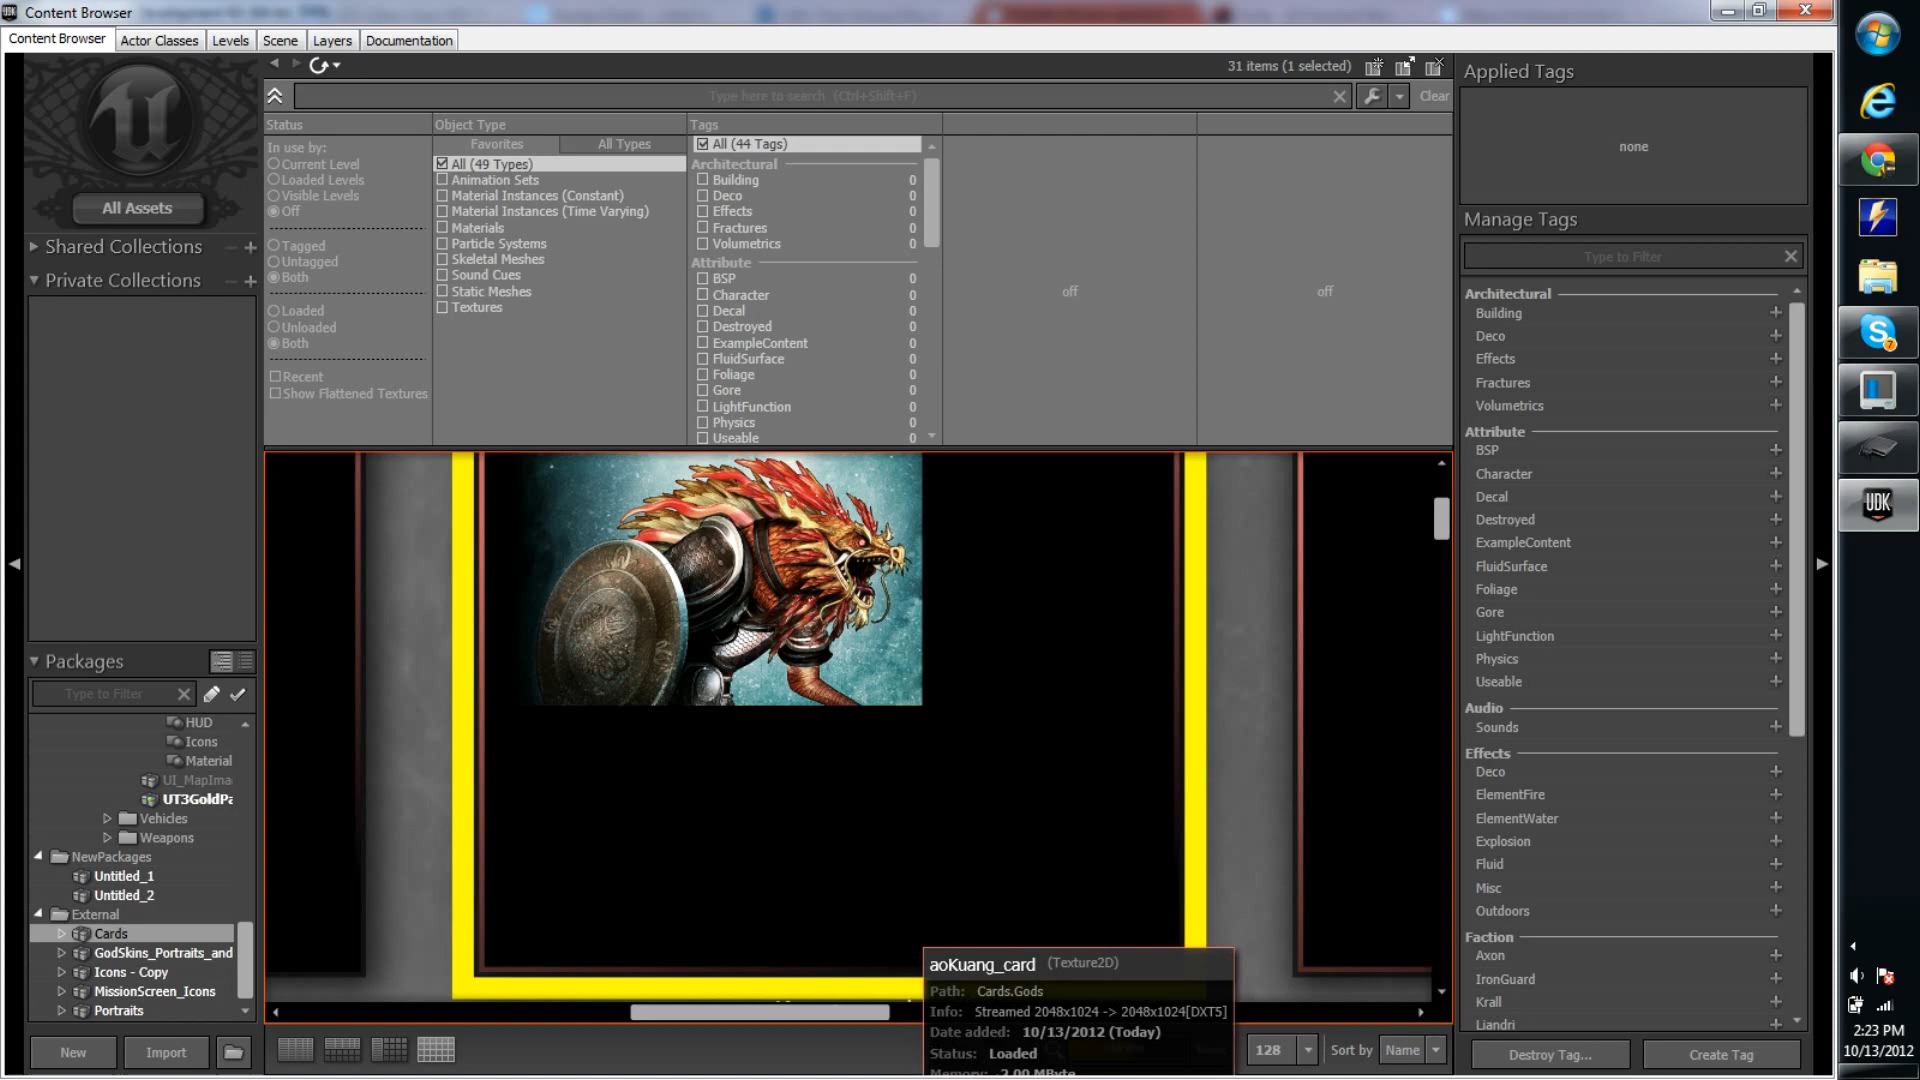 Content Browser
Content Browser
Actor Classes
Levels
Scene
Layers
Documentation
31 items (1 selected)
Type here to search (Ctrl+Shift+F)
Clear
All Assets
Shared Collections
Private Collections
Status
In use by:
Current Level
Loaded Levels
Visible Levels
Off
Tagged
Untagged
Both
Loaded
Unloaded
Both
Recent
Show Flattened Textures
Object Type
Favorites
All Types
All (49 Types)
Animation Sets
Material Instances (Constant)
Material Instances (Time Varying)
Materials
Particle Systems
Skeletal Meshes
Sound Cues
Static Meshes
Textures
Tags
All (44 Tags)
Architectural
Building 0
Deco 0
Effects 0
Fractures 0
Volumetrics 0
Attribute
BSP 0
Character 0
Decal 0
Destroyed 0
ExampleContent 0
FluidSurface 0
Foliage 0
Gore 0
LightFunction 0
Physics 0
Useable 0
off
off
Packages
Type to Filter
HUD
Icons
Material
UI_MapIma
UT3GoldPa
Vehicles
Weapons
NewPackages
Untitled_1
Untitled_2
External
Cards
GodSkins_Portraits_and
Icons - Copy
MissionScreen_Icons
Portraits
New
Import
aoKuang_card (Texture2D)
Path: Cards.Gods
Info: Streamed 2048x1024 -> 2048x1024[DXT5]
Date added: 10/13/2012 (Today)
Status: Loaded
Memory: -2.00 MByte
128
Sort by
Name
Applied Tags
none
Manage Tags
Type to Filter
Architectural
Building
Deco
Effects
Fractures
Volumetrics
Attribute
BSP
Character
Decal
Destroyed
ExampleContent
FluidSurface
Foliage
Gore
LightFunction
Physics
Useable
Audio
Sounds
Effects
Deco
ElementFire
ElementWater
Explosion
Fluid
Misc
Outdoors
Faction
Axon
IronGuard
Krall
Liandri
Destroy Tag...
Create Tag
UDK
2:23 PM
10/13/2012